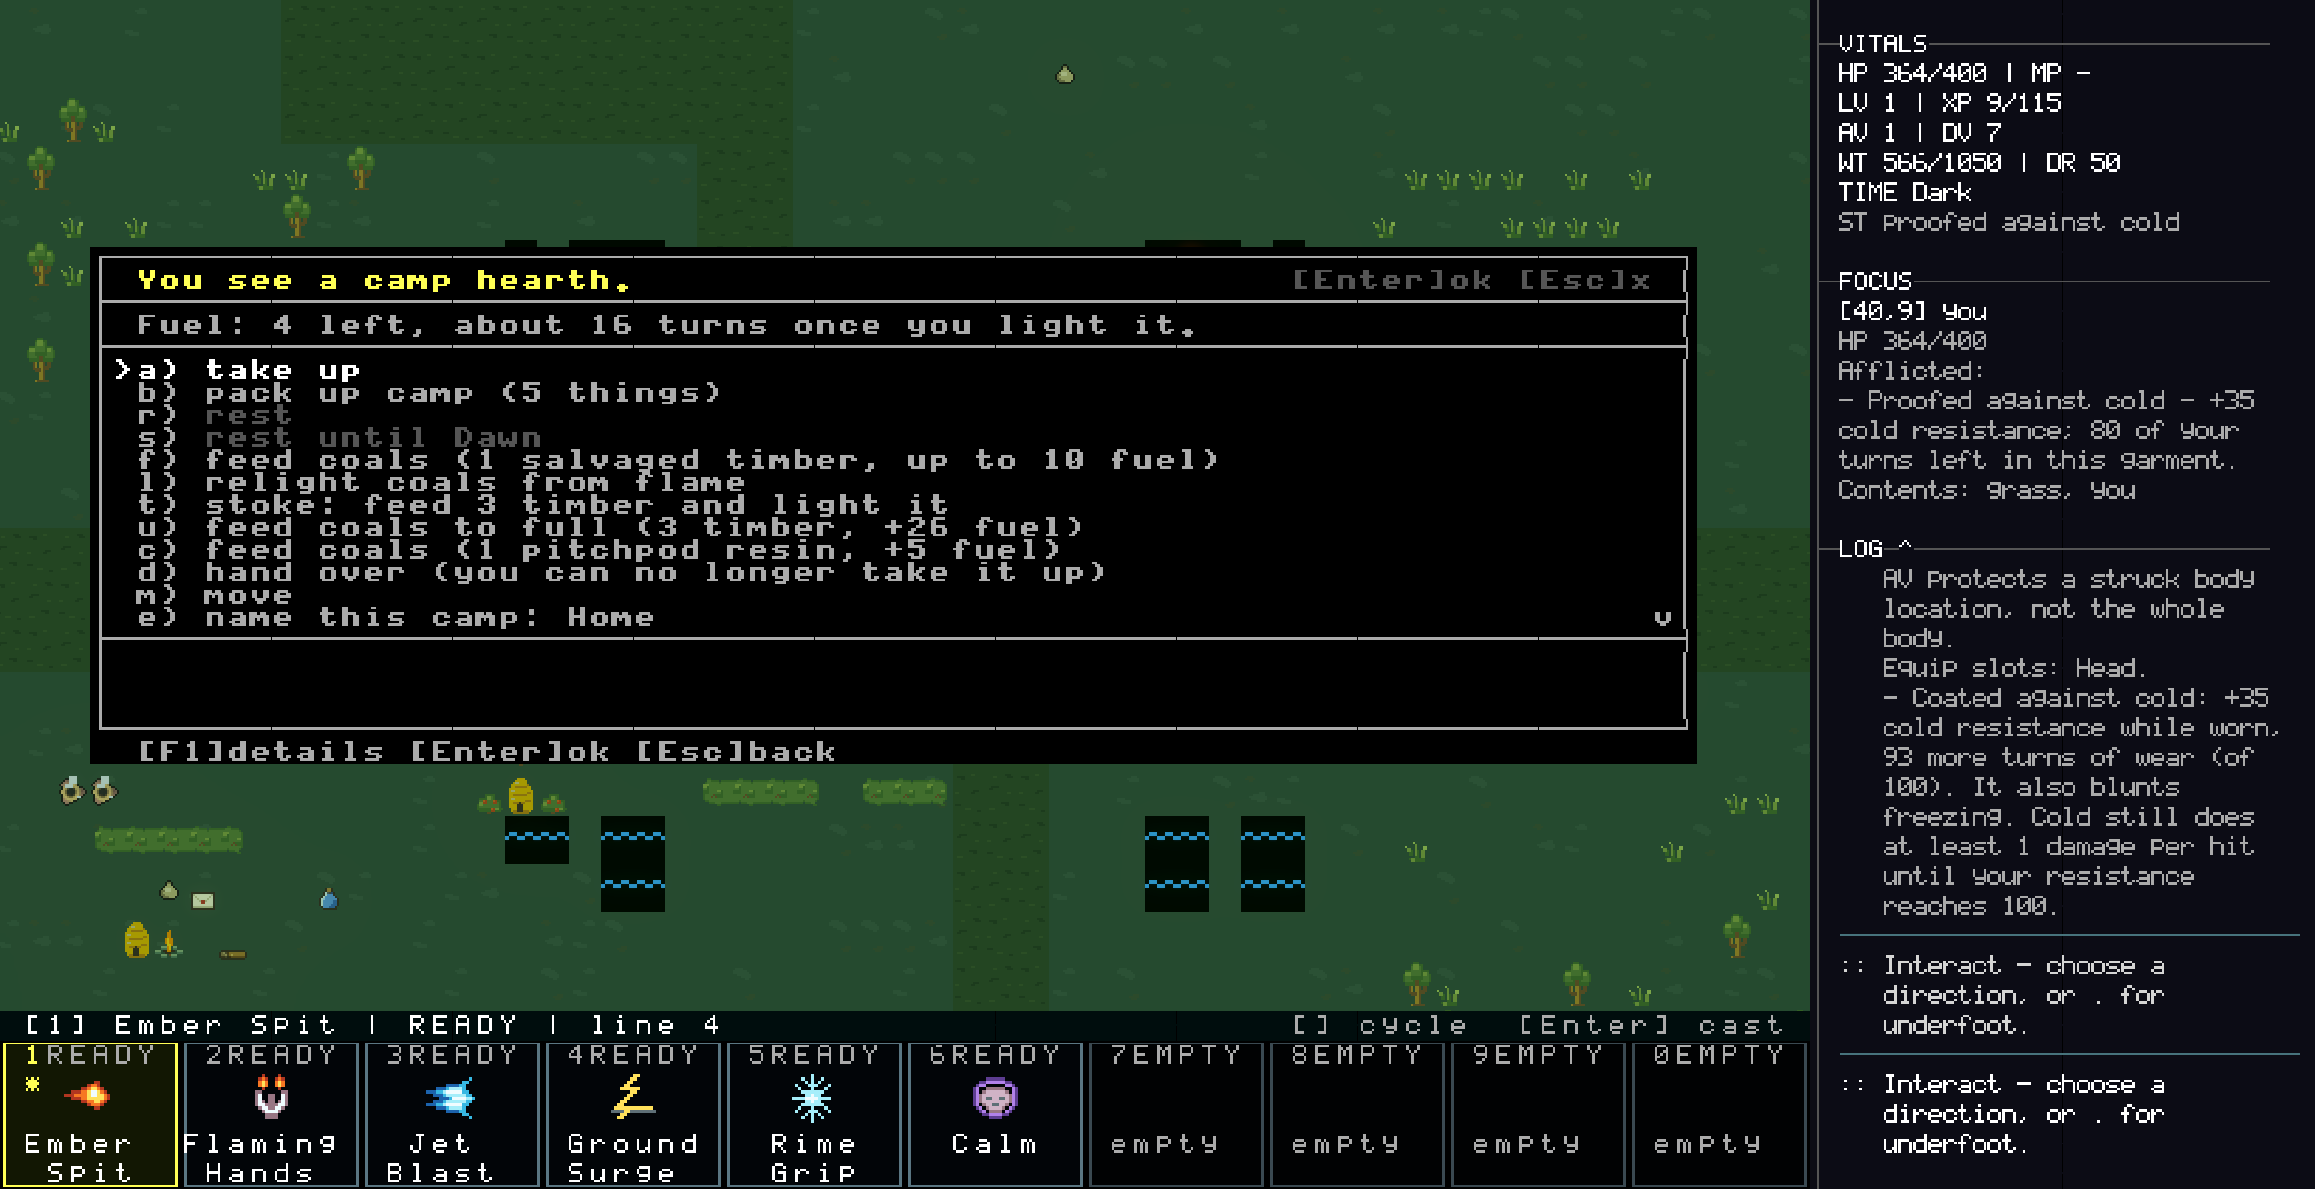 You see a camp hearth. [Enter]ok [Esc]x
Fuel: 4 left, about 16 turns once you light it.
>a) take up
b) pack up camp (5 things)
r) rest
s) rest until Dawn
f) feed coals (1 salvaged timber, up to 10 fuel)
l) relight coals from flame
t) stoke: feed 3 timber and light it
u) feed coals to full (3 timber, +26 fuel)
c) feed coals (1 pitchpod resin, +5 fuel)
d) hand over (you can no longer take it up)
m) move
e) name this camp: Home v
[F1]details [Enter]ok [Esc]back
[1] Ember Spit | READY | line 4 [] cycle [Enter] cast
1READY 2READY 3READY 4READY 5READY 6READY 7EMPTY 8EMPTY 9EMPTY 0EMPTY
Ember Flaming Jet Ground Rime Calm empty empty empty empty
Spit Hands Blast Surge Grip
VITALS
HP 364/400 | MP -
LV 1 | XP 9/115
AV 1 | DV 7
WT 566/1050 | DR 50
TIME Dark
ST Proofed against cold
FOCUS
[40,9] You
HP 364/400
Afflicted:
- Proofed against cold - +35
cold resistance; 80 of your
turns left in this garment.
Contents: grass, you
LOG ^
AV protects a struck body
location, not the whole
body.
Equip slots: Head.
- Coated against cold: +35
cold resistance while worn,
93 more turns of wear (of
100). It also blunts
freezing. Cold still does
at least 1 damage per hit
until your resistance
reaches 100.
:: Interact - choose a
direction, or . for
underfoot.
:: Interact - choose a
direction, or . for
underfoot.